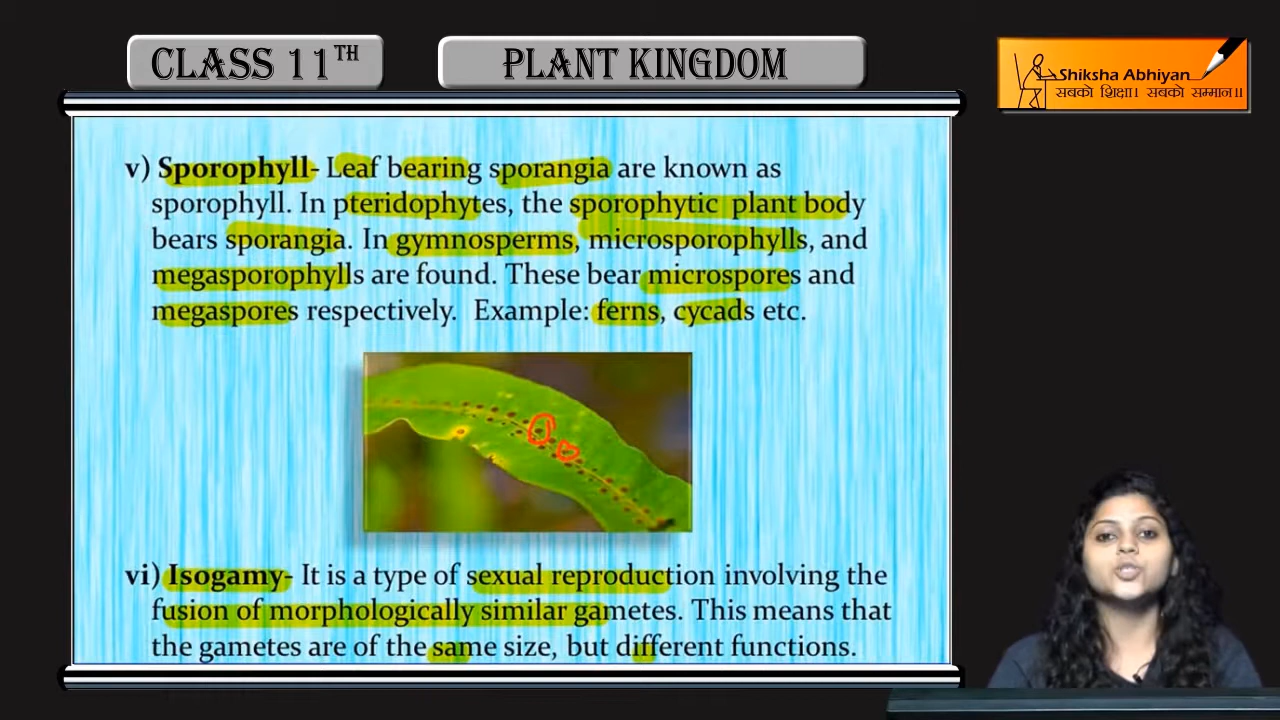 CLASS 11TH
PLANT KINGDOM
Shiksha Abhiyan
सबको शिक्षा। सबको सम्मान॥
v) Sporophyll- Leaf bearing sporangia are known as
sporophyll. In pteridophytes, the sporophytic plant body
bears sporangia. In gymnosperms, microsporophylls, and
megasporophylls are found. These bear microspores and
megaspores respectively. Example: ferns, cycads etc.
vi) Isogamy- It is a type of sexual reproduction involving the
fusion of morphologically similar gametes. This means that
the gametes are of the same size, but different functions.